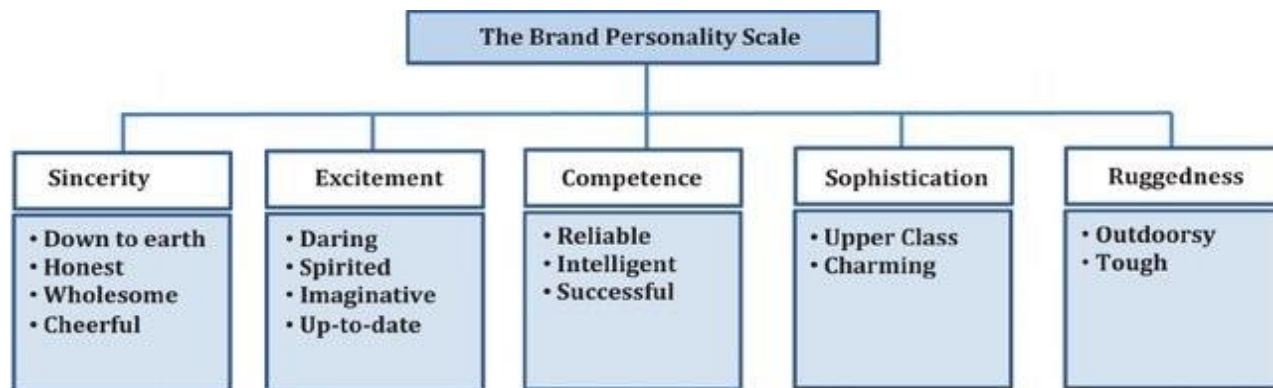 The Brand Personality Scale
Sincerity
• Down to earth
• Honest
• Wholesome
• Cheerful
Excitement
• Daring
• Spirited
• Imaginative
• Up-to-date
Competence
• Reliable
• Intelligent
• Successful
Sophistication
• Upper Class
• Charming
Ruggedness
• Outdoorsy
• Tough